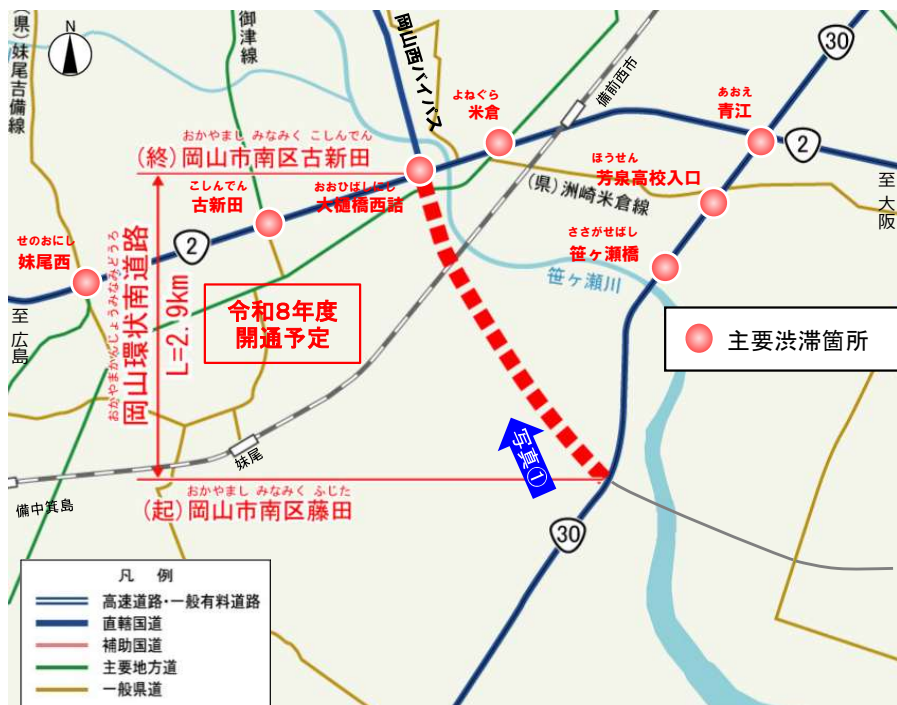 (県)妹尾吉備線
N
御津線
岡山西バイパス
備前西市
30
よねぐら
米倉
あおえ
青江
2
おかやまし みなみく こしんでん
(終)岡山市南区古新田
こしんでん
古新田
おおひばしにし
大樋橋西詰
ほうせん
芳泉高校入口
(県)洲崎米倉線
至大阪
せのおにし
妹尾西
2
ささがせばし
笹ヶ瀬橋
笹ヶ瀬川
至広島
おかやまかんじょうみなみどうろ
岡山環状南道路
L=2.9km
令和8年度
開通予定
主要渋滞箇所
写真①
妹尾
備中箕島
おかやまし みなみく ふじた
(起)岡山市南区藤田
30
凡 例
高速道路・一般有料道路
直轄国道
補助国道
主要地方道
一般県道